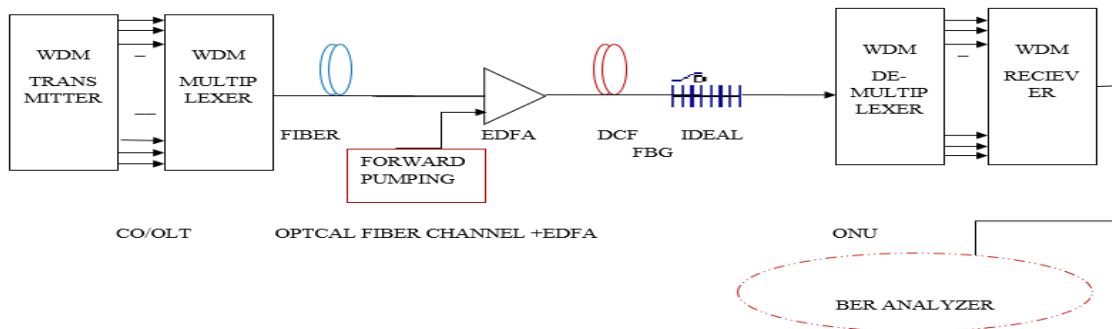 WDM
TRANS
MITTER
WDM
MULTIP
LEXER
FIBER
FORWARD
PUMPING
EDFA
DCF IDEAL
FBG
WDM
DE-
MULTIP
LEXER
WDM
RECIEV
ER
CO/OLT
OPTCAL FIBER CHANNEL +EDFA
ONU
BER ANALYZER